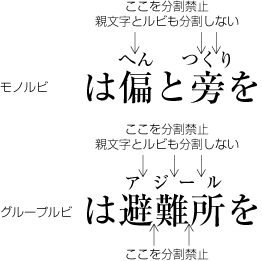 ここを分割禁止
親文字とルビも分割しない
へん つくり
モノルビ
は偏と旁を
ここを分割禁止
親文字とルビも分割しない
アジール
グループルビ
は避難所を
ここを分割禁止